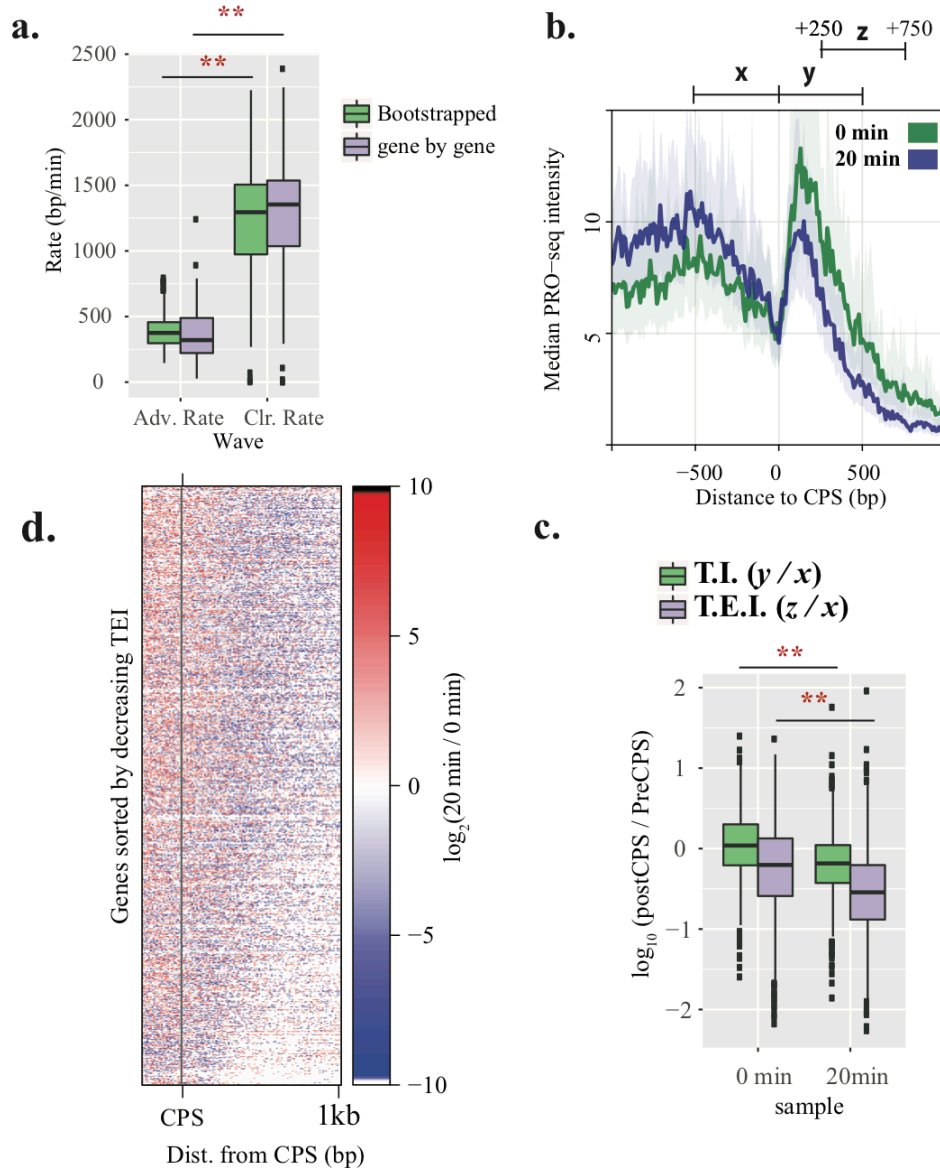 a.
**
**
2500
2000
1500
1000
500
0
Rate (bp/min)
Adv. Rate Clr. Rate
Wave
Bootstrapped
gene by gene
b.
+250 z +750
x y
0 min
20 min
10
5
Median PRO-seq intensity
−500 0 500
Distance to CPS (bp)
d.
Genes sorted by decreasing TEI
CPS 1kb
Dist. from CPS (bp)
10
5
0
−5
−10
log2(20 min / 0 min)
c.
T.I. (y / x)
T.E.I. (z / x)
**
**
2
1
0
−1
−2
log10 (postCPS / PreCPS)
0 min 20min
sample